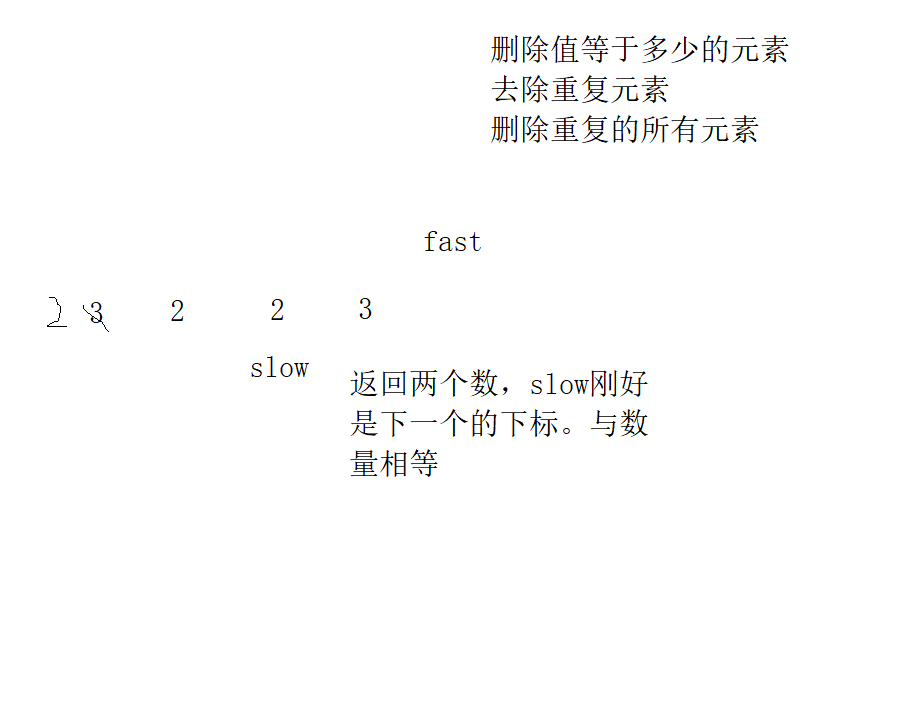 删除值等于多少的元素
去除重复元素
删除重复的所有元素
fast
2 3 2 2 3
slow
返回两个数，slow刚好
是下一个的下标。与数
量相等